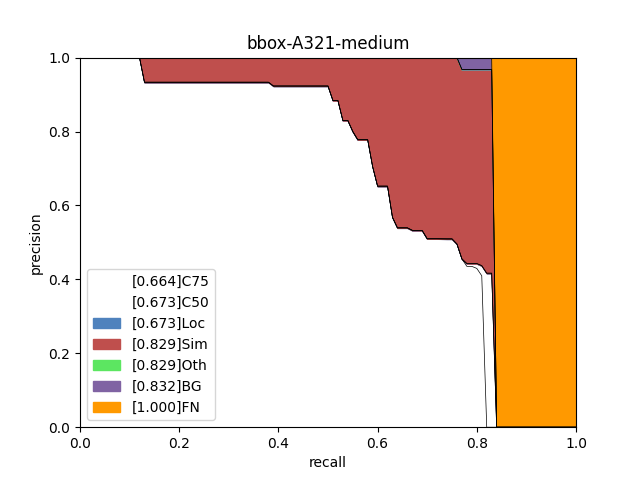 bbox-A321-medium
1.0
0.8
0.6
0.4
0.2
0.0
precision
[0.664]C75
[0.673]C50
[0.673]Loc
[0.829]Sim
[0.829]Oth
[0.832]BG
[1.000]FN
0.0 0.2 0.4 0.6 0.8 1.0
recall